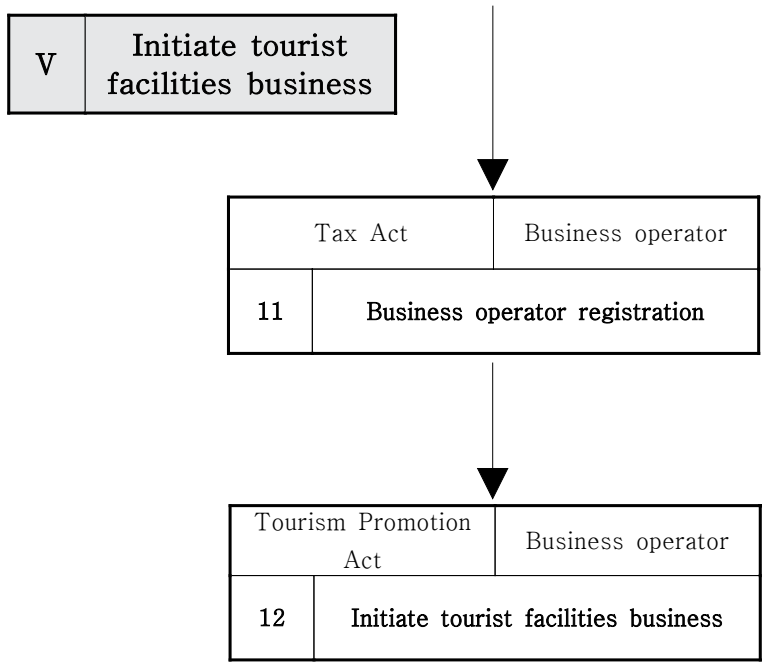 V
Initiate tourist
facilities business
Tax Act
Business operator
11
Business operator registration
Tourism Promotion
Act
Business operator
12
Initiate tourist facilities business